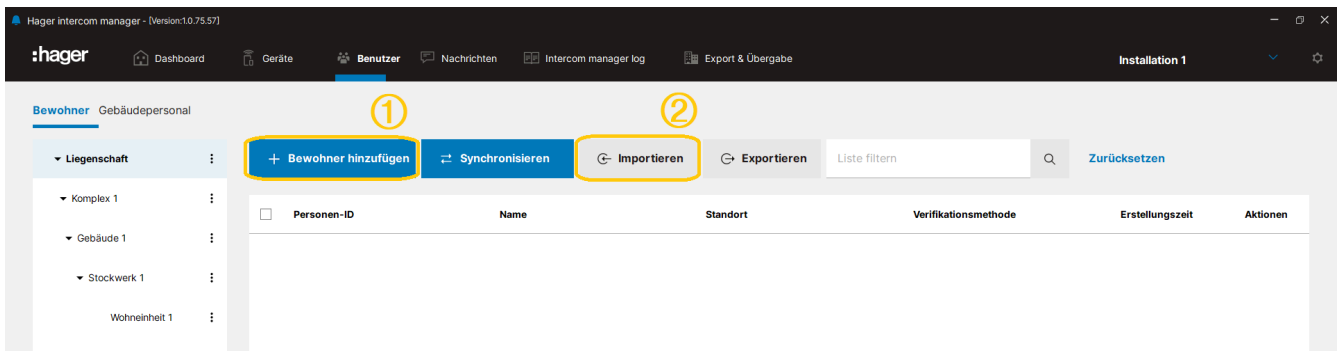 Hager intercom manager - [Version:1.0.75.57]
:hager Dashboard Geräte Benutzer Nachrichten Intercom manager log Export & Übergabe Installation 1
Bewohner Gebäudepersonal
① ②
Liegenschaft
+ Bewohner hinzufügen Synchronisieren Importieren Exportieren Liste filtern Zurücksetzen
Komplex 1
Personen-ID Name Standort Verifikationsmethode Erstellungszeit Aktionen
Gebäude 1
Stockwerk 1
Wohneinheit 1